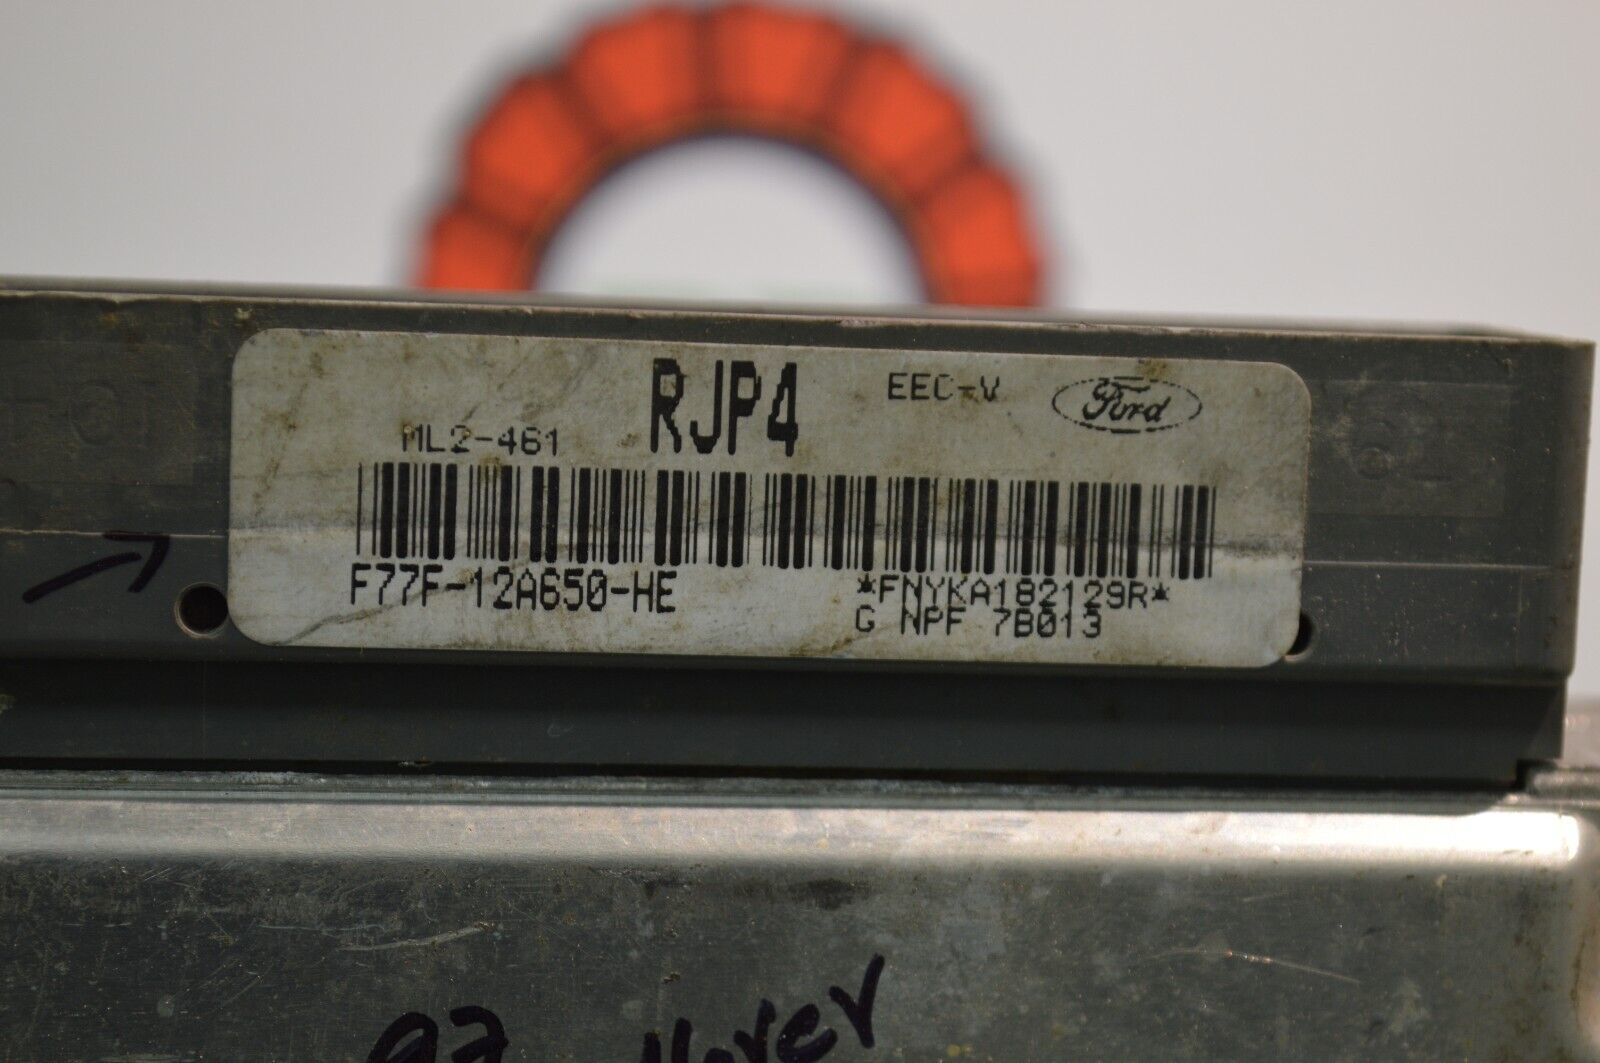 RJP4
EEC-V
Ford
ML2-461
F77F-12A650-HE
*FNYKA182129R*
G NPF 7B013